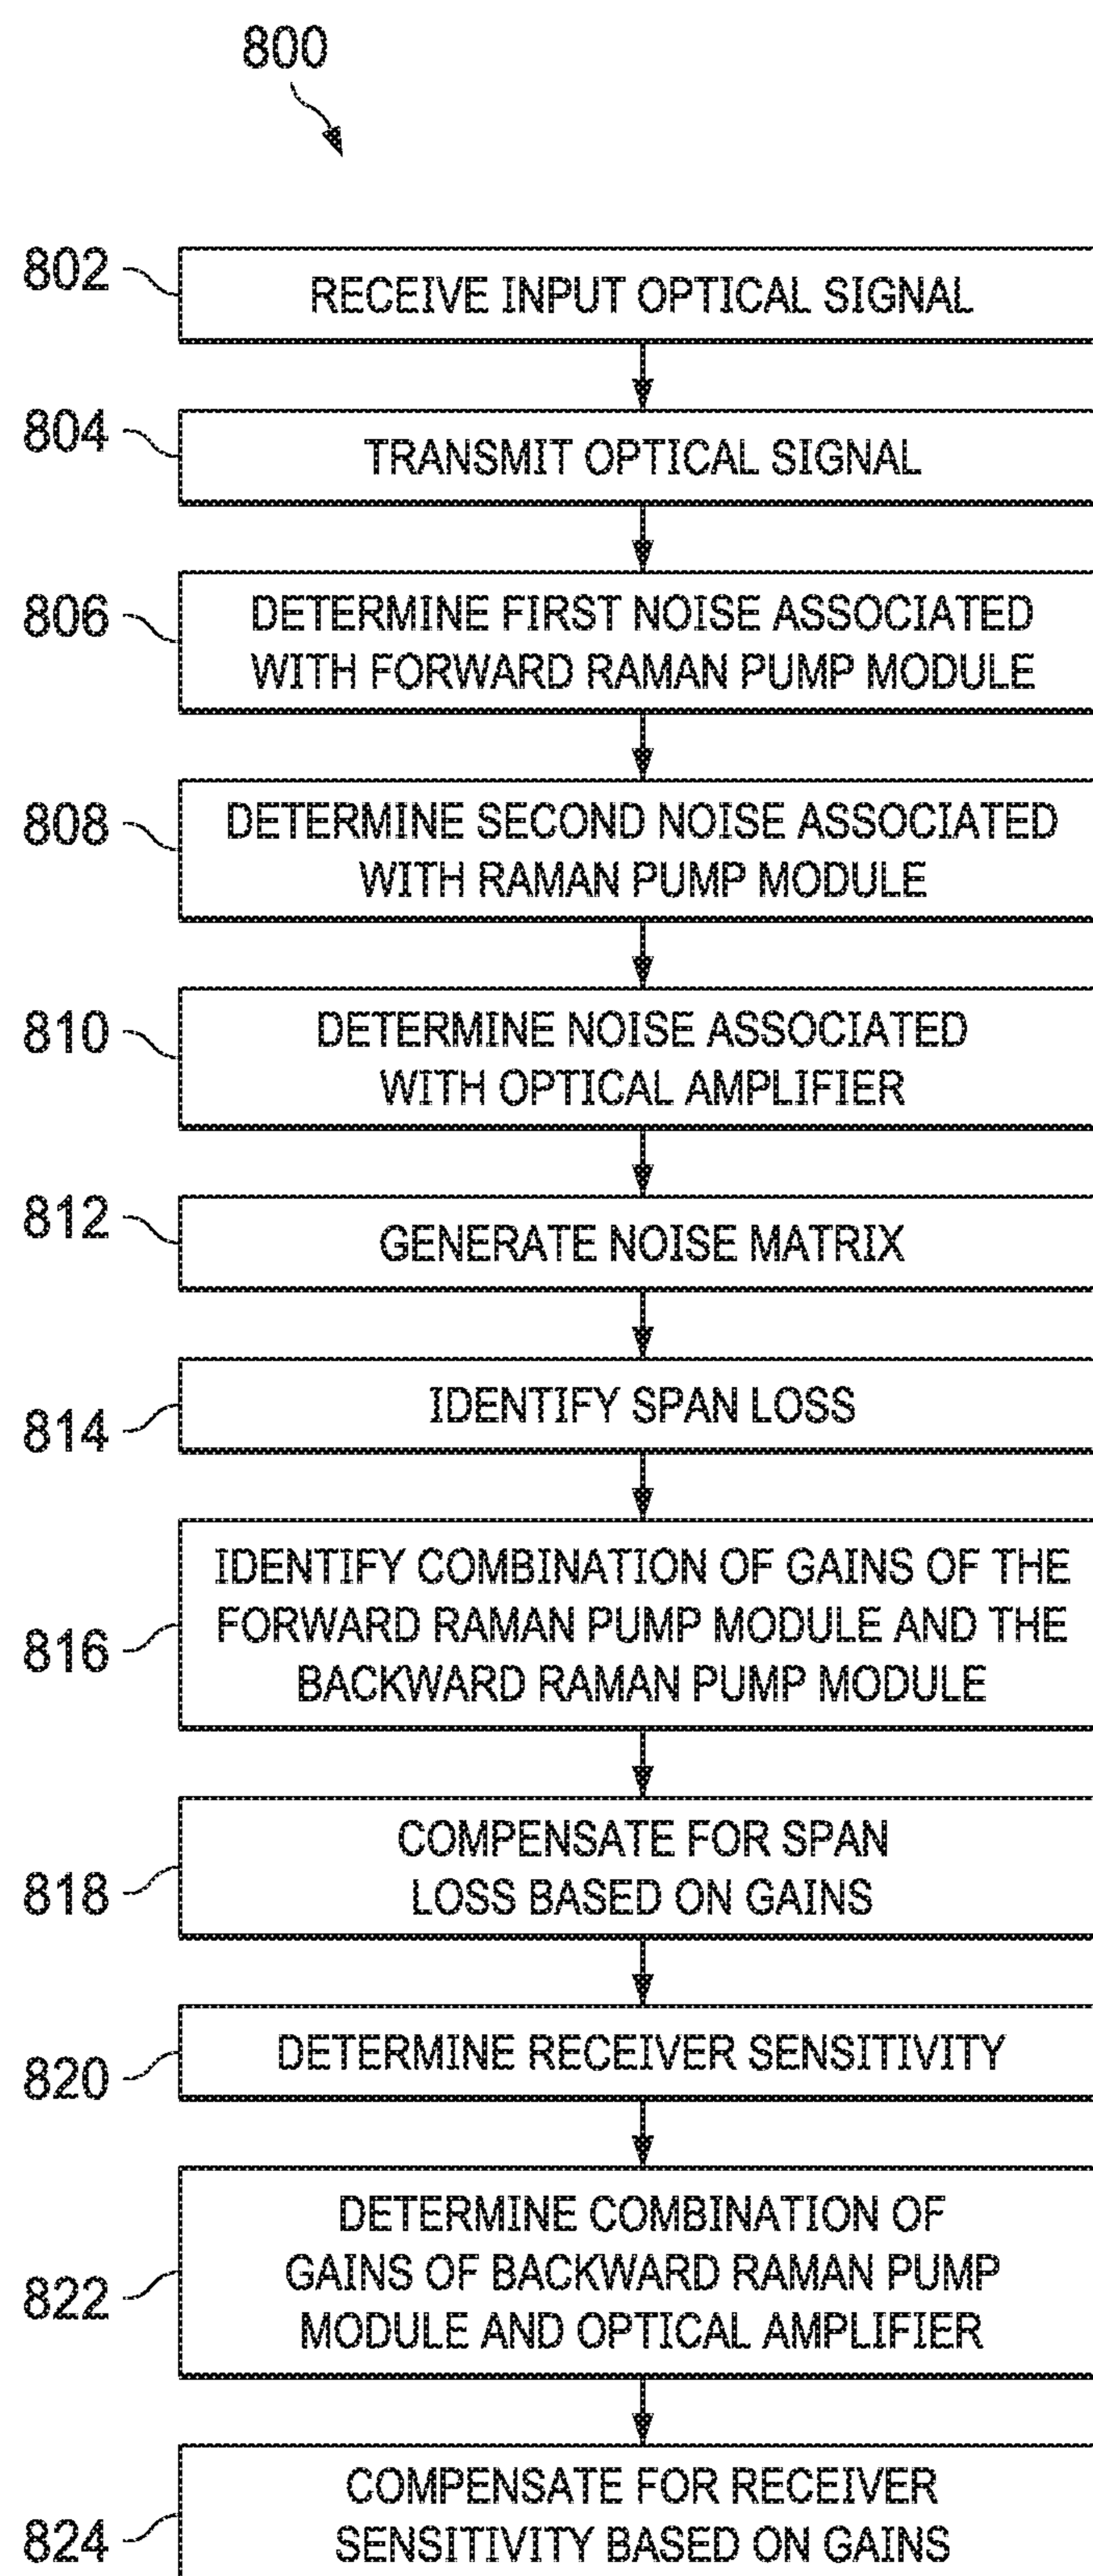 800
802
RECEIVE INPUT OPTICAL SIGNAL
804
TRANSMIT OPTICAL SIGNAL
806
DETERMINE FIRST NOISE ASSOCIATED
WITH FORWARD RAMAN PUMP MODULE
808
DETERMINE SECOND NOISE ASSOCIATED
WITH RAMAN PUMP MODULE
810
DETERMINE NOISE ASSOCIATED
WITH OPTICAL AMPLIFIER
812
GENERATE NOISE MATRIX
814
IDENTIFY SPAN LOSS
816
IDENTIFY COMBINATION OF GAINS OF THE
FORWARD RAMAN PUMP MODULE AND THE
BACKWARD RAMAN PUMP MODULE
818
COMPENSATE FOR SPAN
LOSS BASED ON GAINS
820
DETERMINE RECEIVER SENSITIVITY
822
DETERMINE COMBINATION OF
GAINS OF BACKWARD RAMAN PUMP
MODULE AND OPTICAL AMPLIFIER
824
COMPENSATE FOR RECEIVER
SENSITIVITY BASED ON GAINS